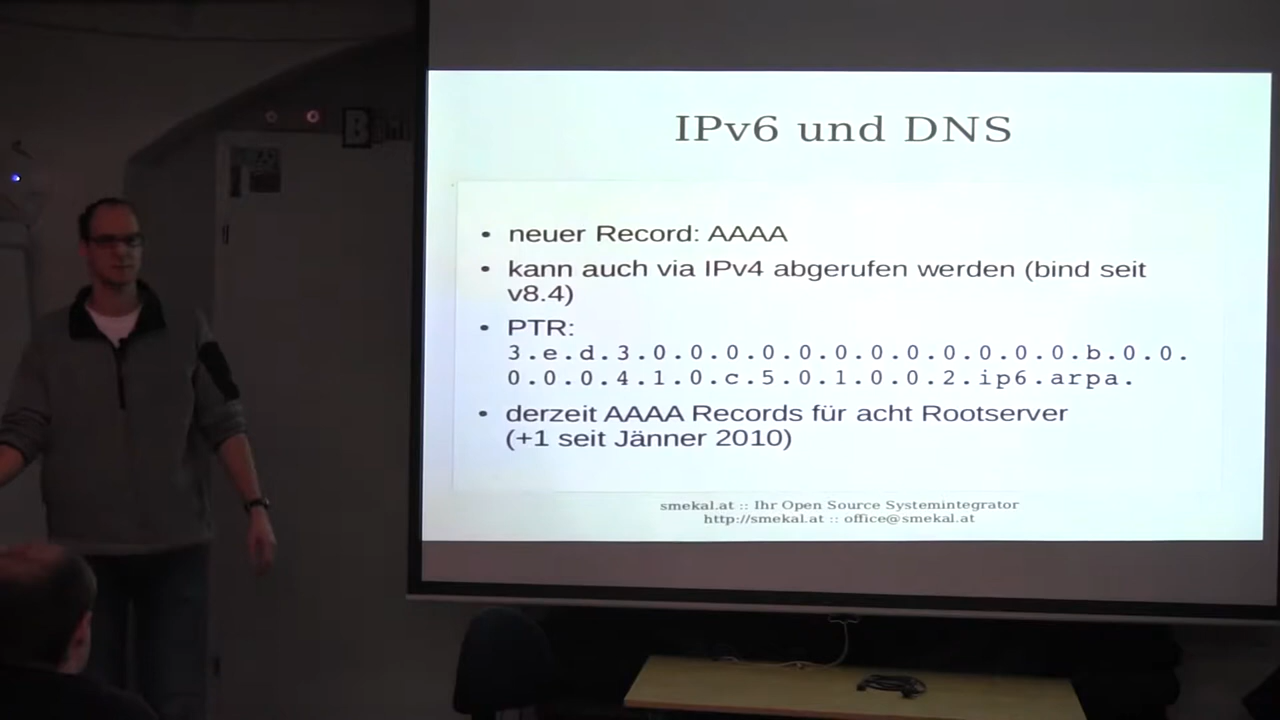 IPv6 und DNS
• neuer Record: AAAA
• kann auch via IPv4 abgerufen werden (bind seit
v8.4)
• PTR:
3.e.d.3.0.0.0.0.0.0.0.0.0.0.0.0.b.0.0.
0.0.0.4.1.0.c.5.0.1.0.0.2.ip6.arpa.
• derzeit AAAA Records für acht Rootserver
(+1 seit Jänner 2010)
smekal.at :: Ihr Open Source Systemintegrator
http://smekal.at :: office@smekal.at